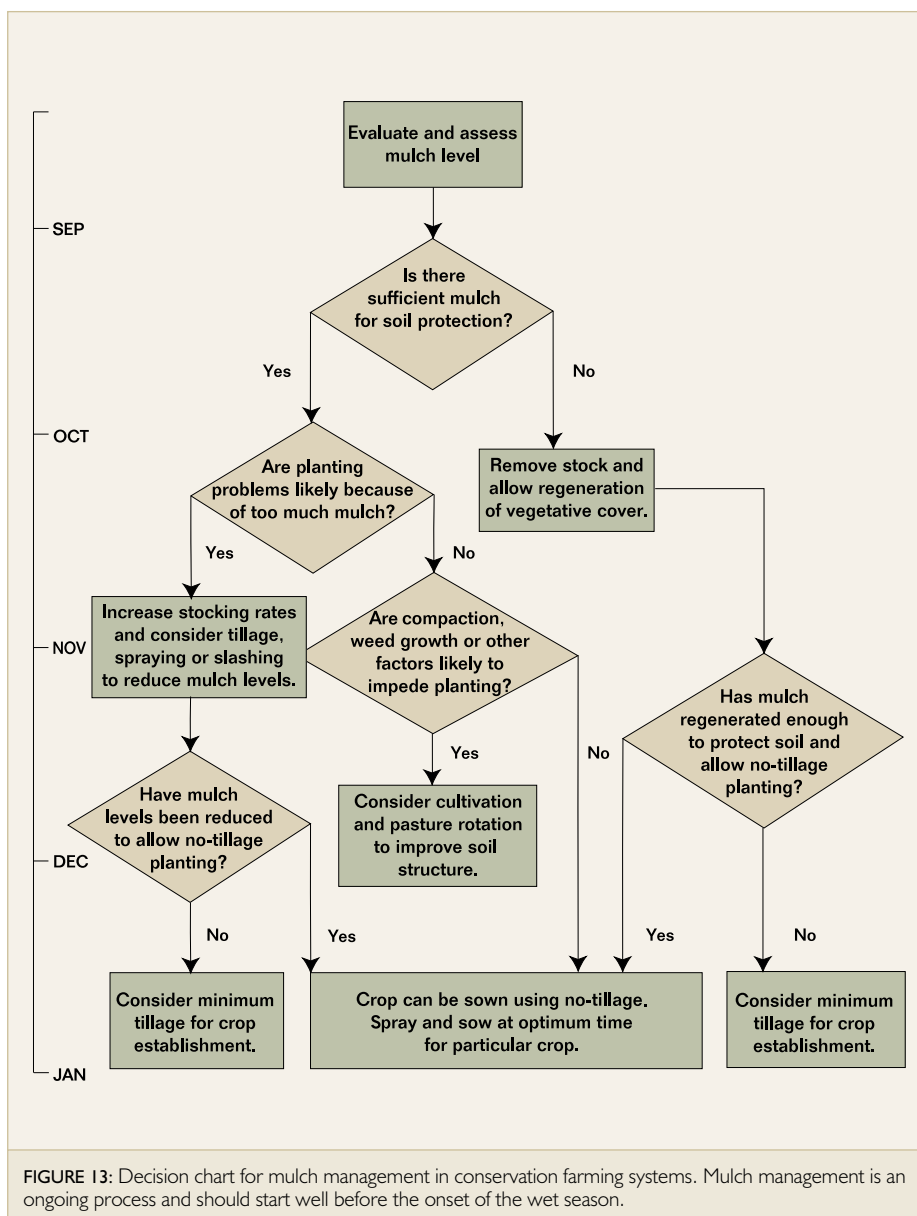 Evaluate and assess
mulch level
SEP
Is there
sufficient mulch
for soil protection?
Yes
No
OCT
Are planting
problems likely because
of too much mulch?
Remove stock and
allow regeneration
of vegetative cover.
Yes
No
Increase stocking rates
and consider tillage,
spraying or slashing
to reduce mulch levels.
NOV
Are compaction,
weed growth or other
factors likely to
impede planting?
Has mulch
regenerated enough
to protect soil and
allow no-tillage
planting?
Yes
No
Consider cultivation
and pasture rotation
to improve soil
structure.
Have mulch
levels been reduced
to allow no-tillage
planting?
DEC
No
Yes
Yes
No
Consider minimum
tillage for crop
establishment.
Crop can be sown using no-tillage.
Spray and sow at optimum time
for particular crop.
Consider minimum
tillage for crop
establishment.
JAN
FIGURE 13: Decision chart for mulch management in conservation farming systems. Mulch management is an
ongoing process and should start well before the onset of the wet season.